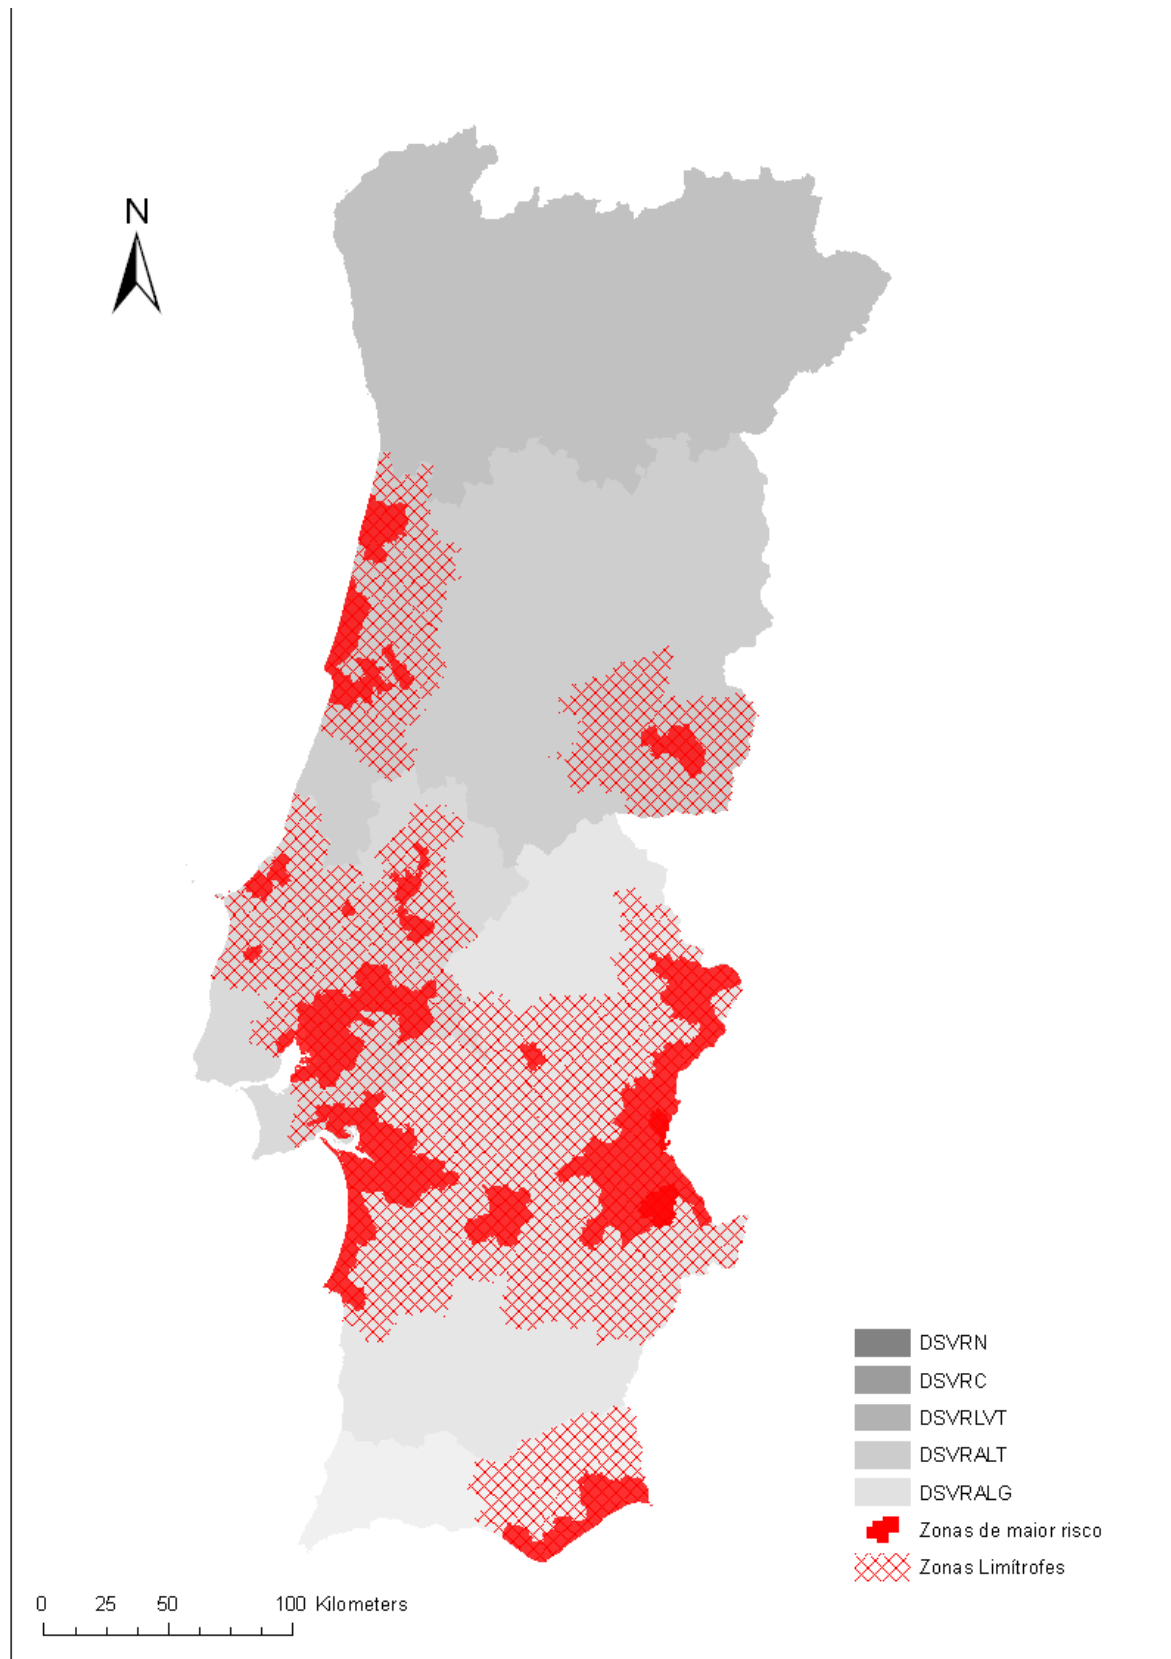 N
DSVRN
DSVRC
DSVRLVT
DSVRALT
DSVRALG
Zonas de maior risco
Zonas Limítrofes
0 25 50 100 Kilometers